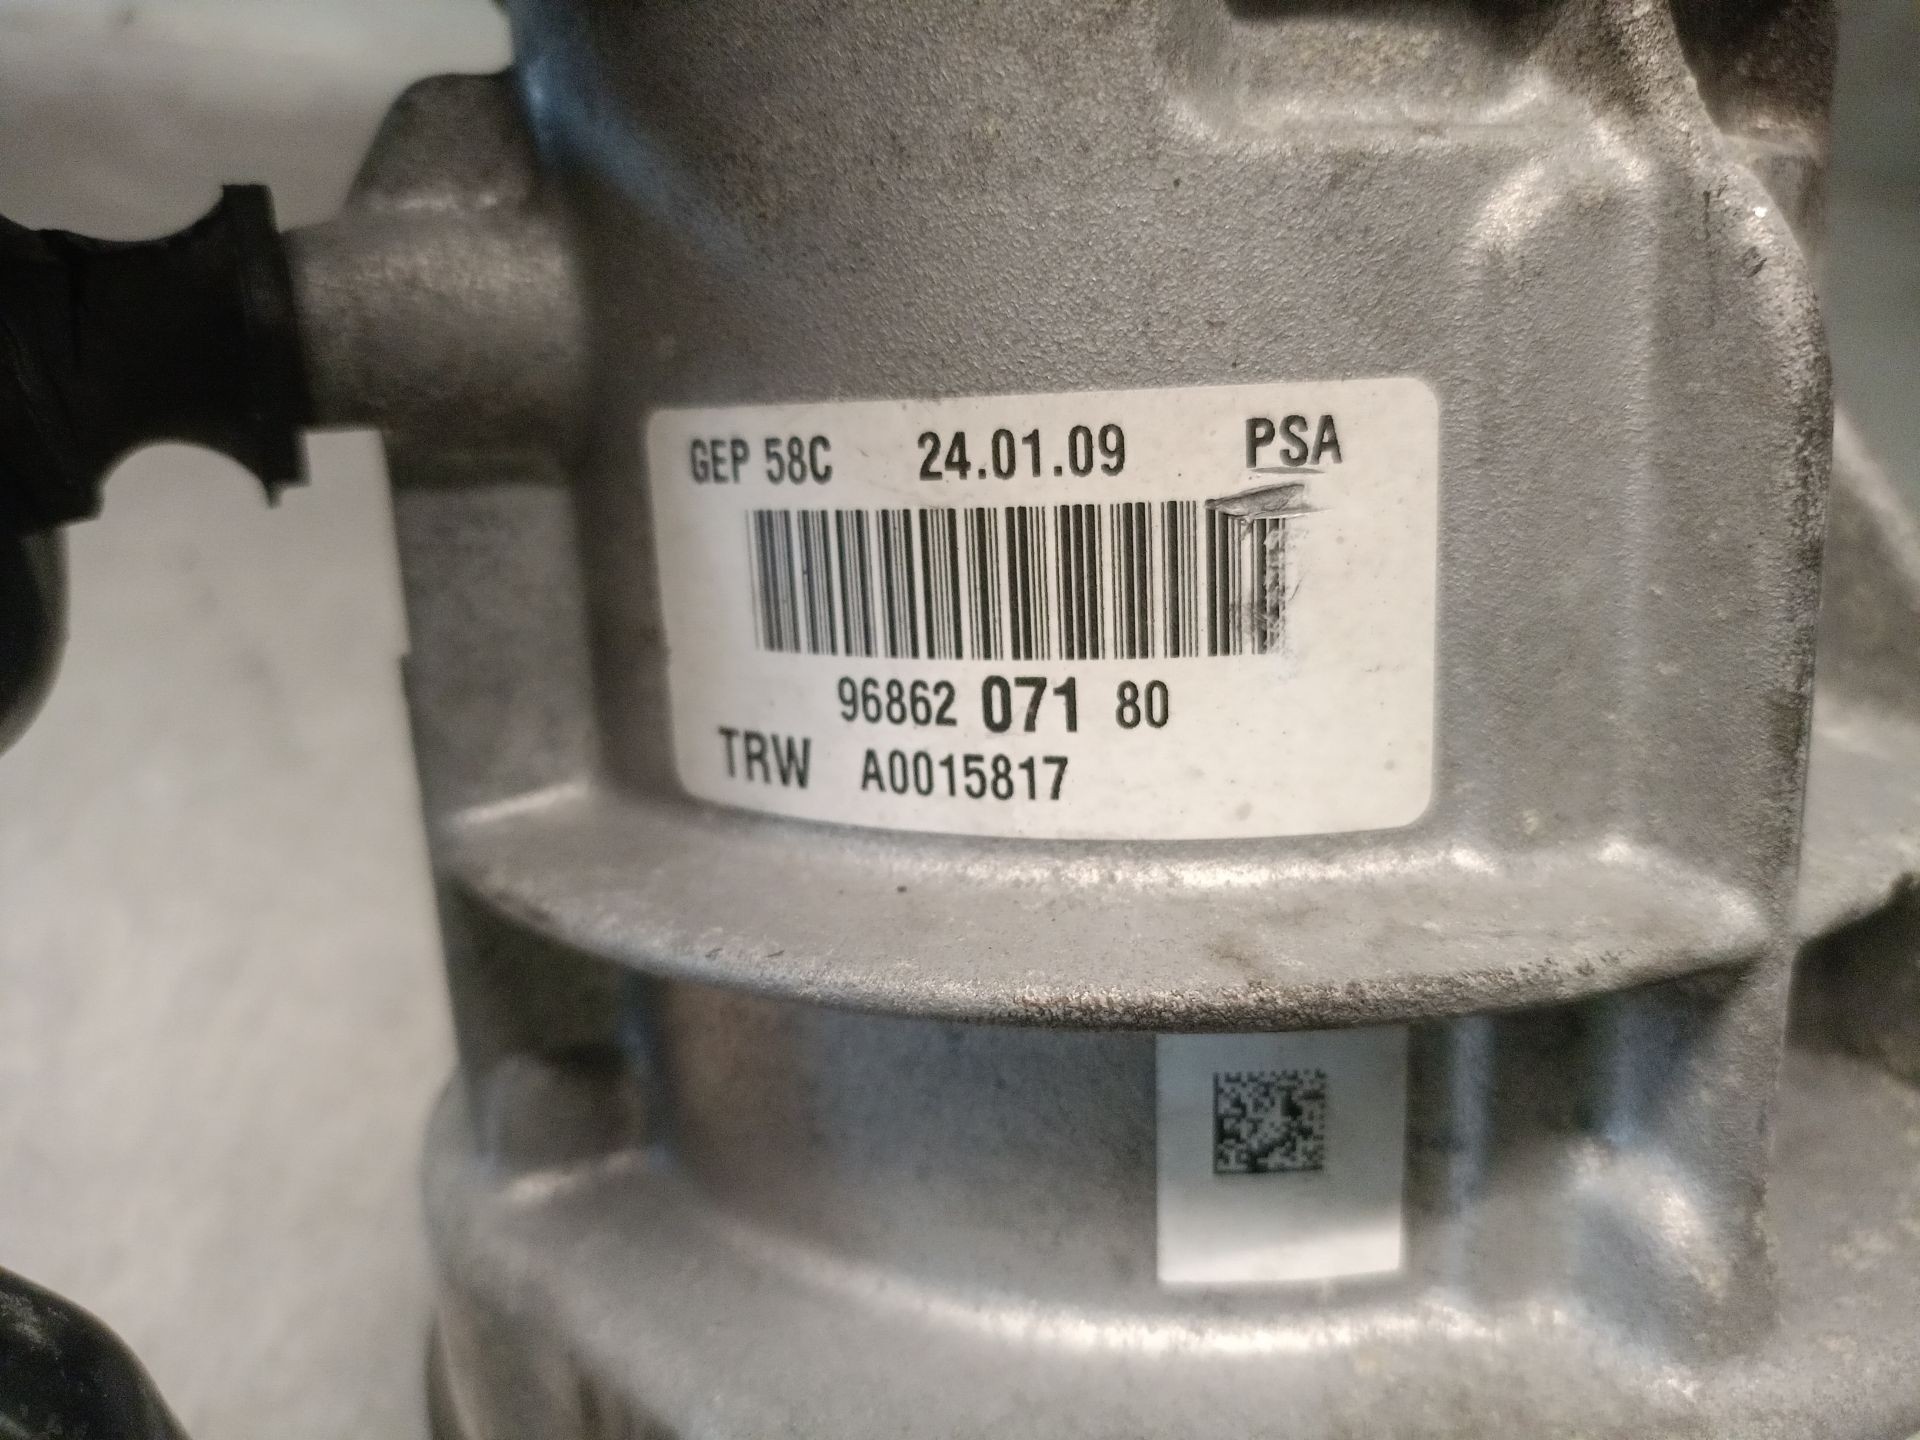 GEP 58C 24.01.09 PSA
96862 071 80
TRW A0015817